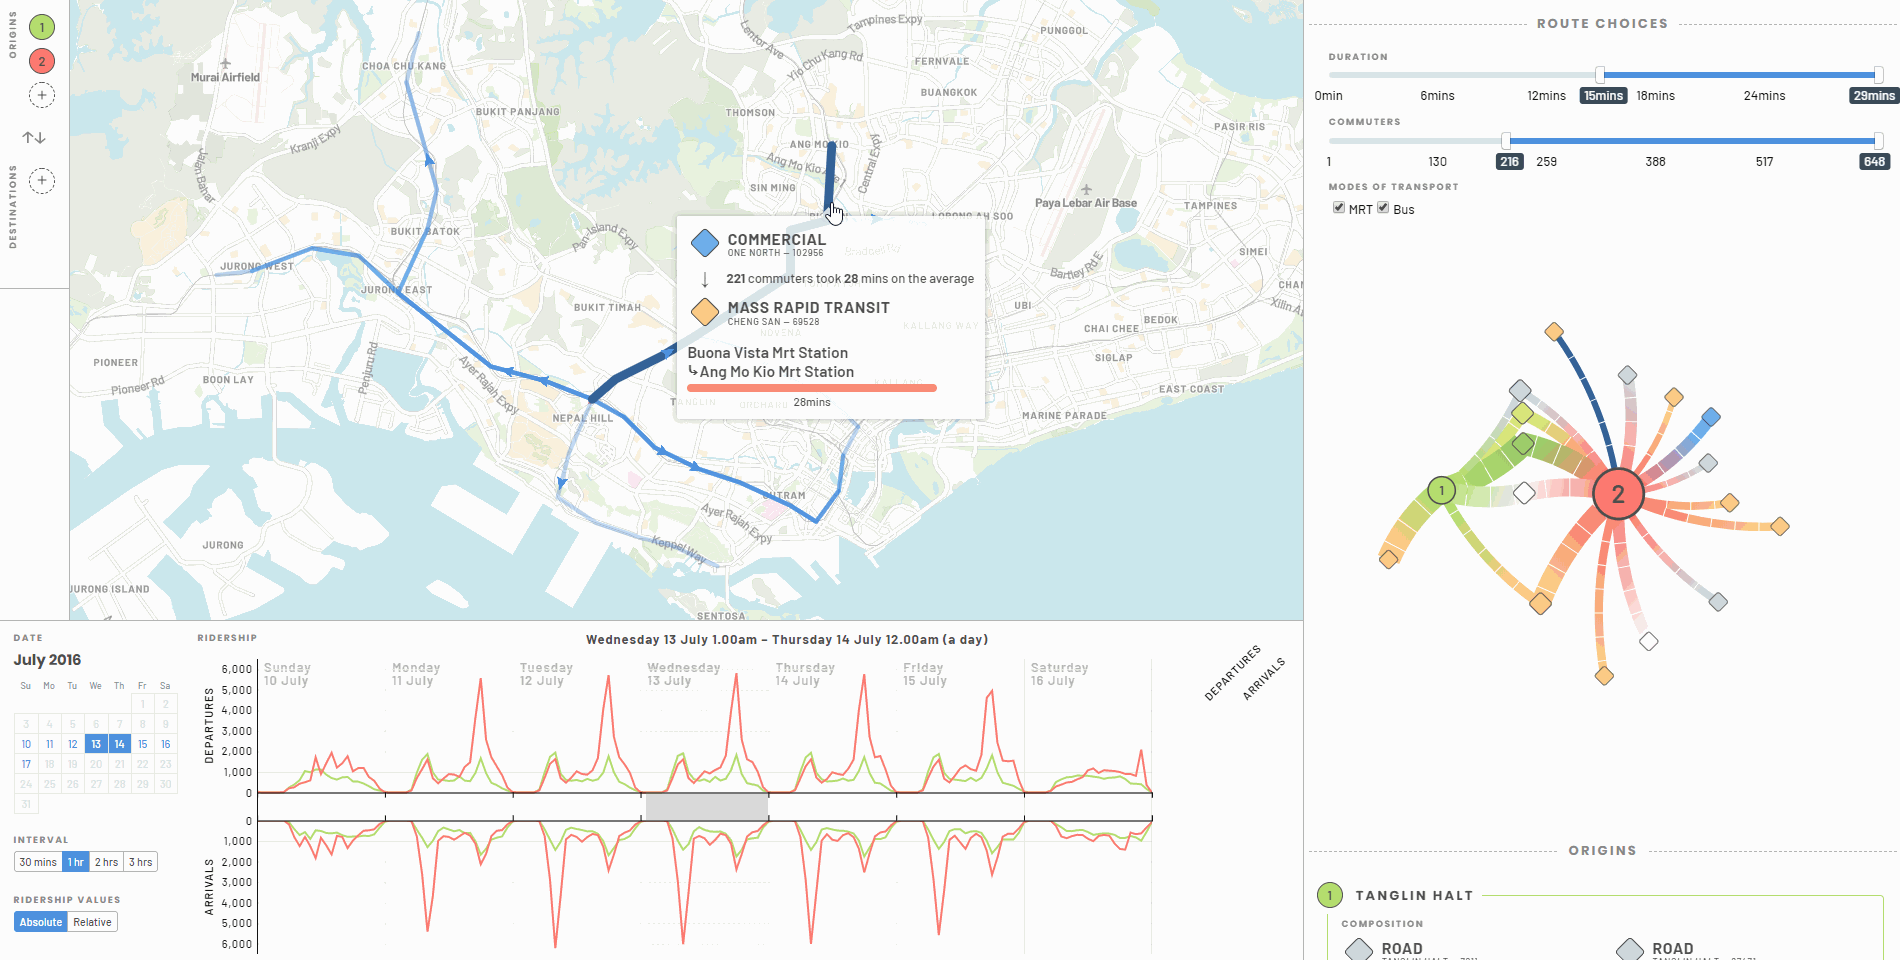 ORIGINS
1
2
+
DESTINATIONS
+
Tampines Expy
Lentor Ave
Yio Chu Kang Rd
PUNGGOL
Murai Airfield
CHOA CHU KANG
FERNVALE
BUANGKOK
BUKIT PANJANG
THOMSON
PASIR RIS
Kranji Expy
ANG MO KIO
Jalan Bahar
Central Expy
SIN MING
Paya Lebar Air Base
TAMPINES
LORONG AH SOO
BUKIT BATOK
Pan-Island Expy
JURONG WEST
SIMEI
Bartley Rd E
JURONG EAST
BUKIT TIMAH
UBI
Xilin
CHAI CHEE
BEDOK
KALLANG WAY
NOVENA
PIONEER
Penjuru Rd
SIGLAP
Pioneer Rd
BOON LAY
Ayer Rajah Expy
EAST COAST
NEPAL HILL
MARINE PARADE
OUTRAM
Ayer Rajah Expy
JURONG
Keppel Way
JURONG ISLAND
SENTOSA
COMMERCIAL
ONE NORTH – 102956
↓ 221 commuters took 28 mins on the average
MASS RAPID TRANSIT
CHENG SAN – 69528
Buona Vista Mrt Station
↳Ang Mo Kio Mrt Station
28mins
ROUTE CHOICES
DURATION
0min 6mins 12mins 15mins 18mins 24mins 29mins
COMMUTERS
1 130 216 259 388 517 648
MODES OF TRANSPORT
MRT Bus
1
2
ORIGINS
1 TANGLIN HALT
COMPOSITION
ROAD ROAD
DATE
July 2016
Su Mo Tu We Th Fr Sa
1 2
3 4 5 6 7 8 9
10 11 12 13 14 15 16
17 18 19 20 21 22 23
24 25 26 27 28 29 30
31
INTERVAL
30 mins 1 hr 2 hrs 3 hrs
RIDERSHIP VALUES
Absolute Relative
RIDERSHIP
Wednesday 13 July 1.00am – Thursday 14 July 12.00am (a day)
DEPARTURES
ARRIVALS
Sunday
10 July
Monday
11 July
Tuesday
12 July
Wednesday
13 July
Thursday
14 July
Friday
15 July
Saturday
16 July
DEPARTURES
6,000
5,000
4,000
3,000
2,000
1,000
0
ARRIVALS
0
1,000
2,000
3,000
4,000
5,000
6,000